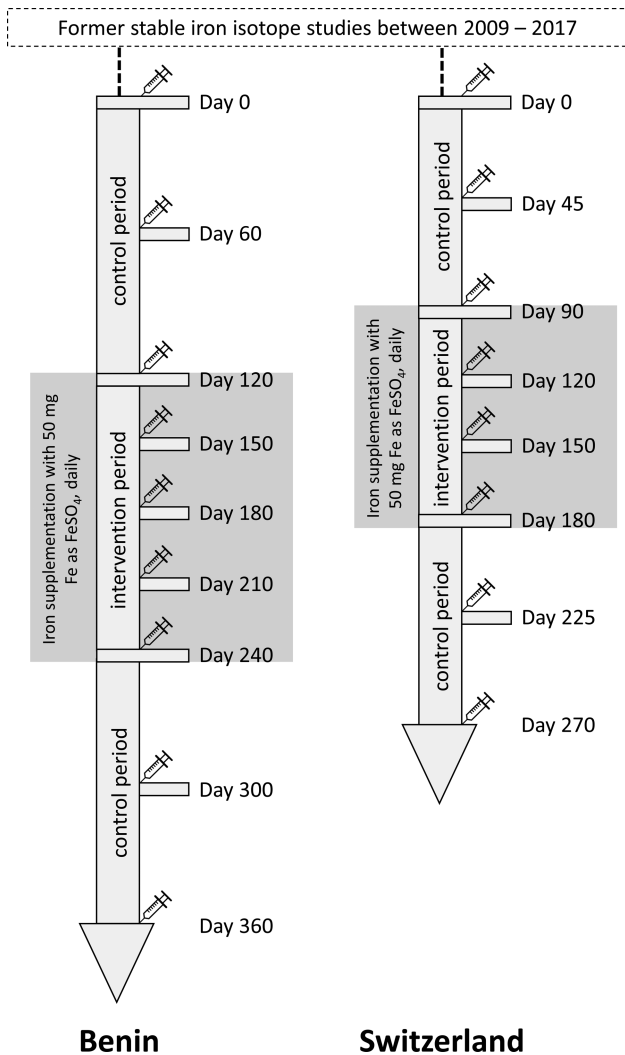 Former stable iron isotope studies between 2009 – 2017
Day 0
control period
Day 60
Day 120
Iron supplementation with 50 mg
Fe as FeSO4, daily
intervention period
Day 150
Day 180
Day 210
Day 240
control period
Day 300
Day 360
Benin
Day 0
control period
Day 45
Day 90
Iron supplementation with
50 mg Fe as FeSO4, daily
intervention period
Day 120
Day 150
Day 180
control period
Day 225
Day 270
Switzerland